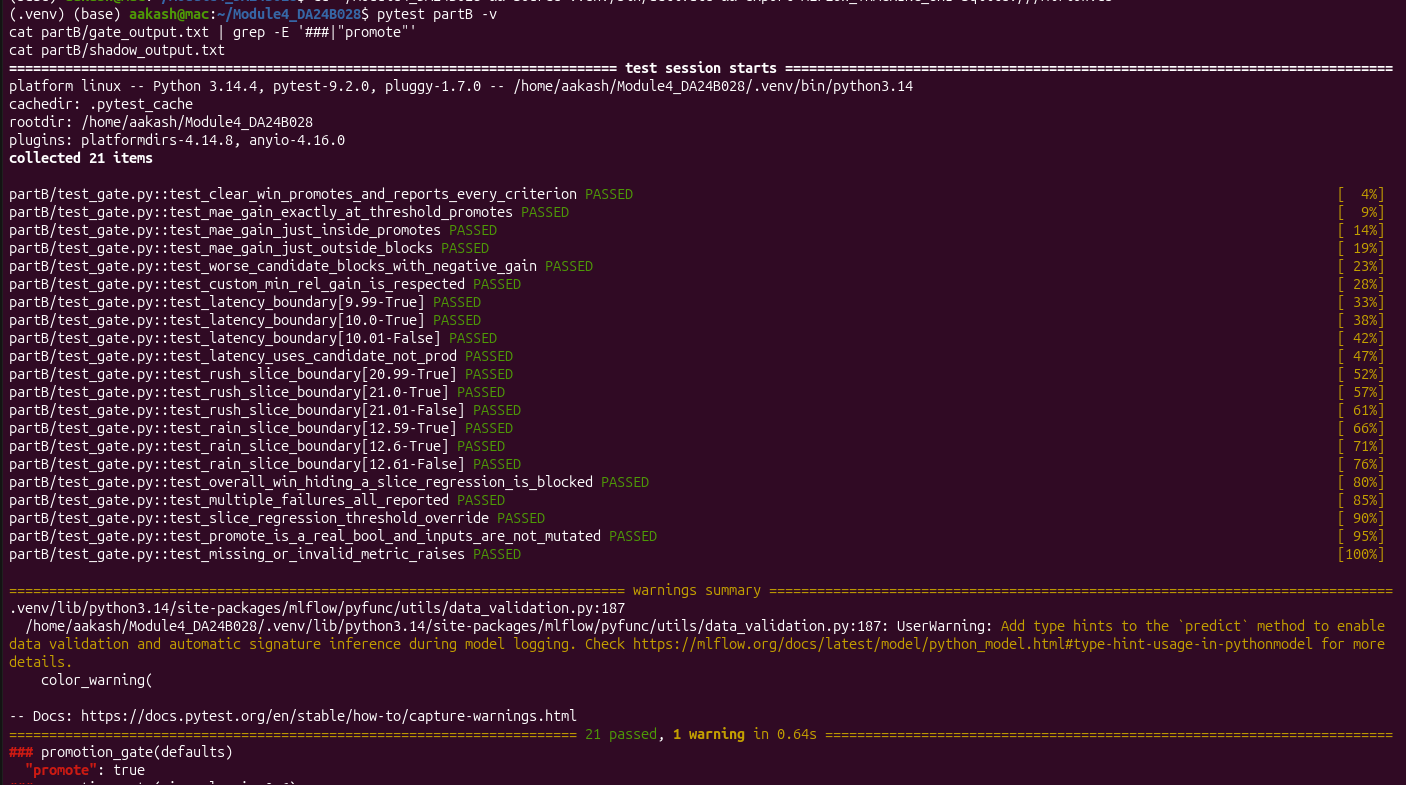 (.venv) (base) aakash@mac:~/Module4_DA24B028$ pytest partB -v
cat partB/gate_output.txt | grep -E '###|"promote"'
cat partB/shadow_output.txt
============================================================================ test session starts ============================================================================
platform linux -- Python 3.14.4, pytest-9.2.0, pluggy-1.7.0 -- /home/aakash/Module4_DA24B028/.venv/bin/python3.14
cachedir: .pytest_cache
rootdir: /home/aakash/Module4_DA24B028
plugins: platformdirs-4.14.8, anyio-4.16.0
collected 21 items

partB/test_gate.py::test_clear_win_promotes_and_reports_every_criterion PASSED [  4%]
partB/test_gate.py::test_mae_gain_exactly_at_threshold_promotes PASSED [  9%]
partB/test_gate.py::test_mae_gain_just_inside_promotes PASSED [ 14%]
partB/test_gate.py::test_mae_gain_just_outside_blocks PASSED [ 19%]
partB/test_gate.py::test_worse_candidate_blocks_with_negative_gain PASSED [ 23%]
partB/test_gate.py::test_custom_min_rel_gain_is_respected PASSED [ 28%]
partB/test_gate.py::test_latency_boundary[9.99-True] PASSED [ 33%]
partB/test_gate.py::test_latency_boundary[10.0-True] PASSED [ 38%]
partB/test_gate.py::test_latency_boundary[10.01-False] PASSED [ 42%]
partB/test_gate.py::test_latency_uses_candidate_not_prod PASSED [ 47%]
partB/test_gate.py::test_rush_slice_boundary[20.99-True] PASSED [ 52%]
partB/test_gate.py::test_rush_slice_boundary[21.0-True] PASSED [ 57%]
partB/test_gate.py::test_rush_slice_boundary[21.01-False] PASSED [ 61%]
partB/test_gate.py::test_rain_slice_boundary[12.59-True] PASSED [ 66%]
partB/test_gate.py::test_rain_slice_boundary[12.6-True] PASSED [ 71%]
partB/test_gate.py::test_rain_slice_boundary[12.61-False] PASSED [ 76%]
partB/test_gate.py::test_overall_win_hiding_a_slice_regression_is_blocked PASSED [ 80%]
partB/test_gate.py::test_multiple_failures_all_reported PASSED [ 85%]
partB/test_gate.py::test_slice_regression_threshold_override PASSED [ 90%]
partB/test_gate.py::test_promote_is_a_real_bool_and_inputs_are_not_mutated PASSED [ 95%]
partB/test_gate.py::test_missing_or_invalid_metric_raises PASSED [100%]

============================================================================= warnings summary ==============================================================================
.venv/lib/python3.14/site-packages/mlflow/pyfunc/utils/data_validation.py:187
  /home/aakash/Module4_DA24B028/.venv/lib/python3.14/site-packages/mlflow/pyfunc/utils/data_validation.py:187: UserWarning: Add type hints to the `predict` method to enable
data validation and automatic signature inference during model logging. Check https://mlflow.org/docs/latest/model/python_model.html#type-hint-usage-in-pythonmodel for more
details.
    color_warning(

-- Docs: https://docs.pytest.org/en/stable/how-to/capture-warnings.html
======================================================================= 21 passed, 1 warning in 0.64s =======================================================================
### promotion_gate(defaults)
  "promote": true